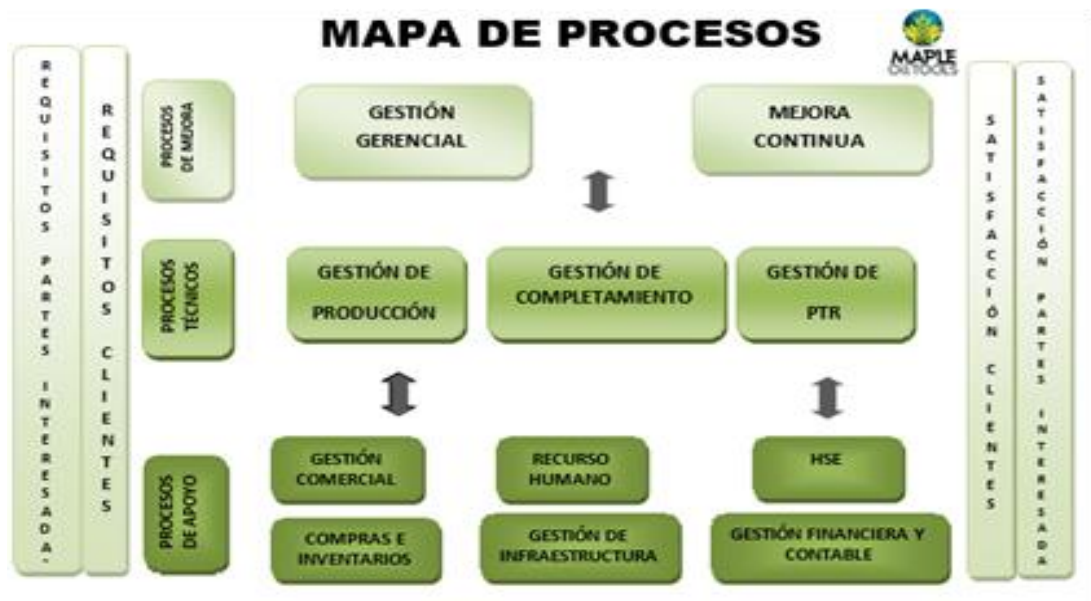 MAPA DE PROCESOS
MAPLE
OILTOOLS
REQUISITOS PARTES INTERESADA-
REQUISITOS CLIENTES
PROCESOS
DE MEJORA
GESTIÓN
GERENCIAL
MEJORA
CONTINUA
PROCESOS
TÉCNICOS
GESTIÓN DE
PRODUCCIÓN
GESTIÓN DE
COMPLETAMIENTO
GESTIÓN DE
PTR
PROCESOS
DE APOYO
GESTIÓN
COMERCIAL
RECURSO
HUMANO
HSE
COMPRAS E
INVENTARIOS
GESTIÓN DE
INFRAESTRUCTURA
GESTIÓN FINANCIERA Y
CONTABLE
SATISFACCIÓN CLIENTES
SATISFACCIÓN PARTES INTERESADA